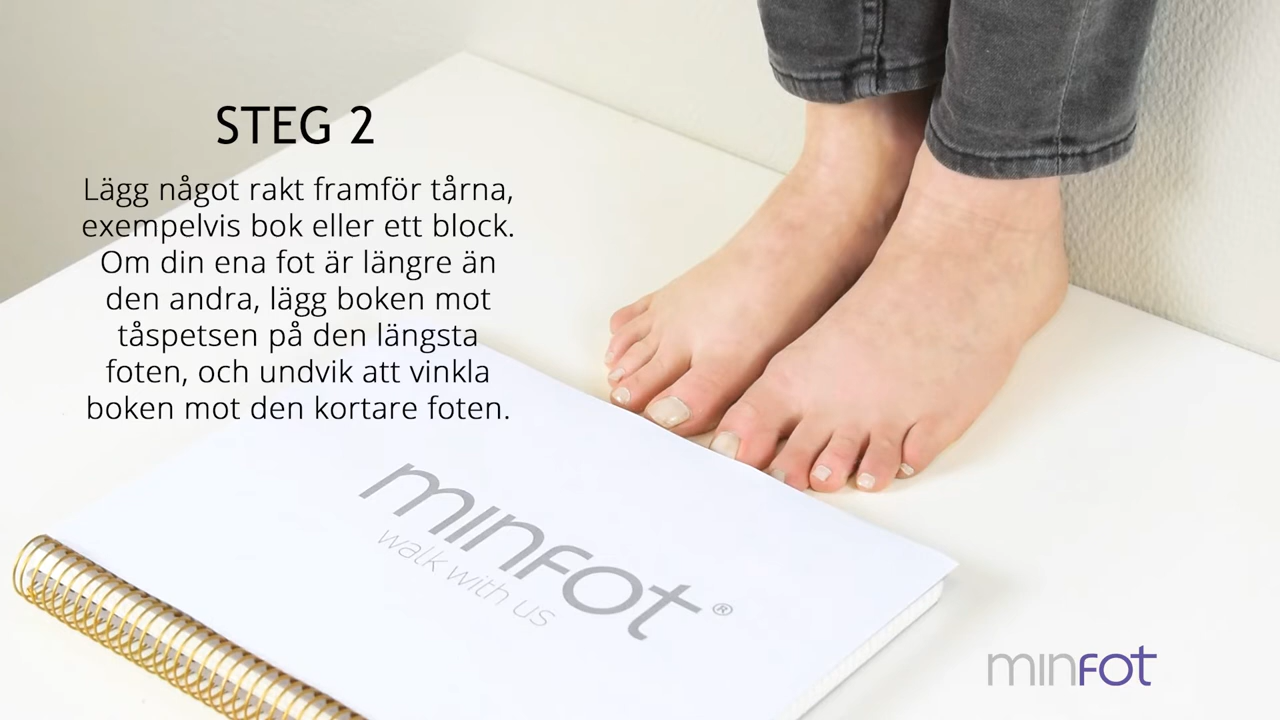 STEG 2
Lägg något rakt framför tårna,
exempelvis bok eller ett block.
Om din ena fot är längre än
den andra, lägg boken mot
tåspetsen på den längsta
foten, och undvik att vinkla
boken mot den kortare foten.
minfot®
walk with us
minfot